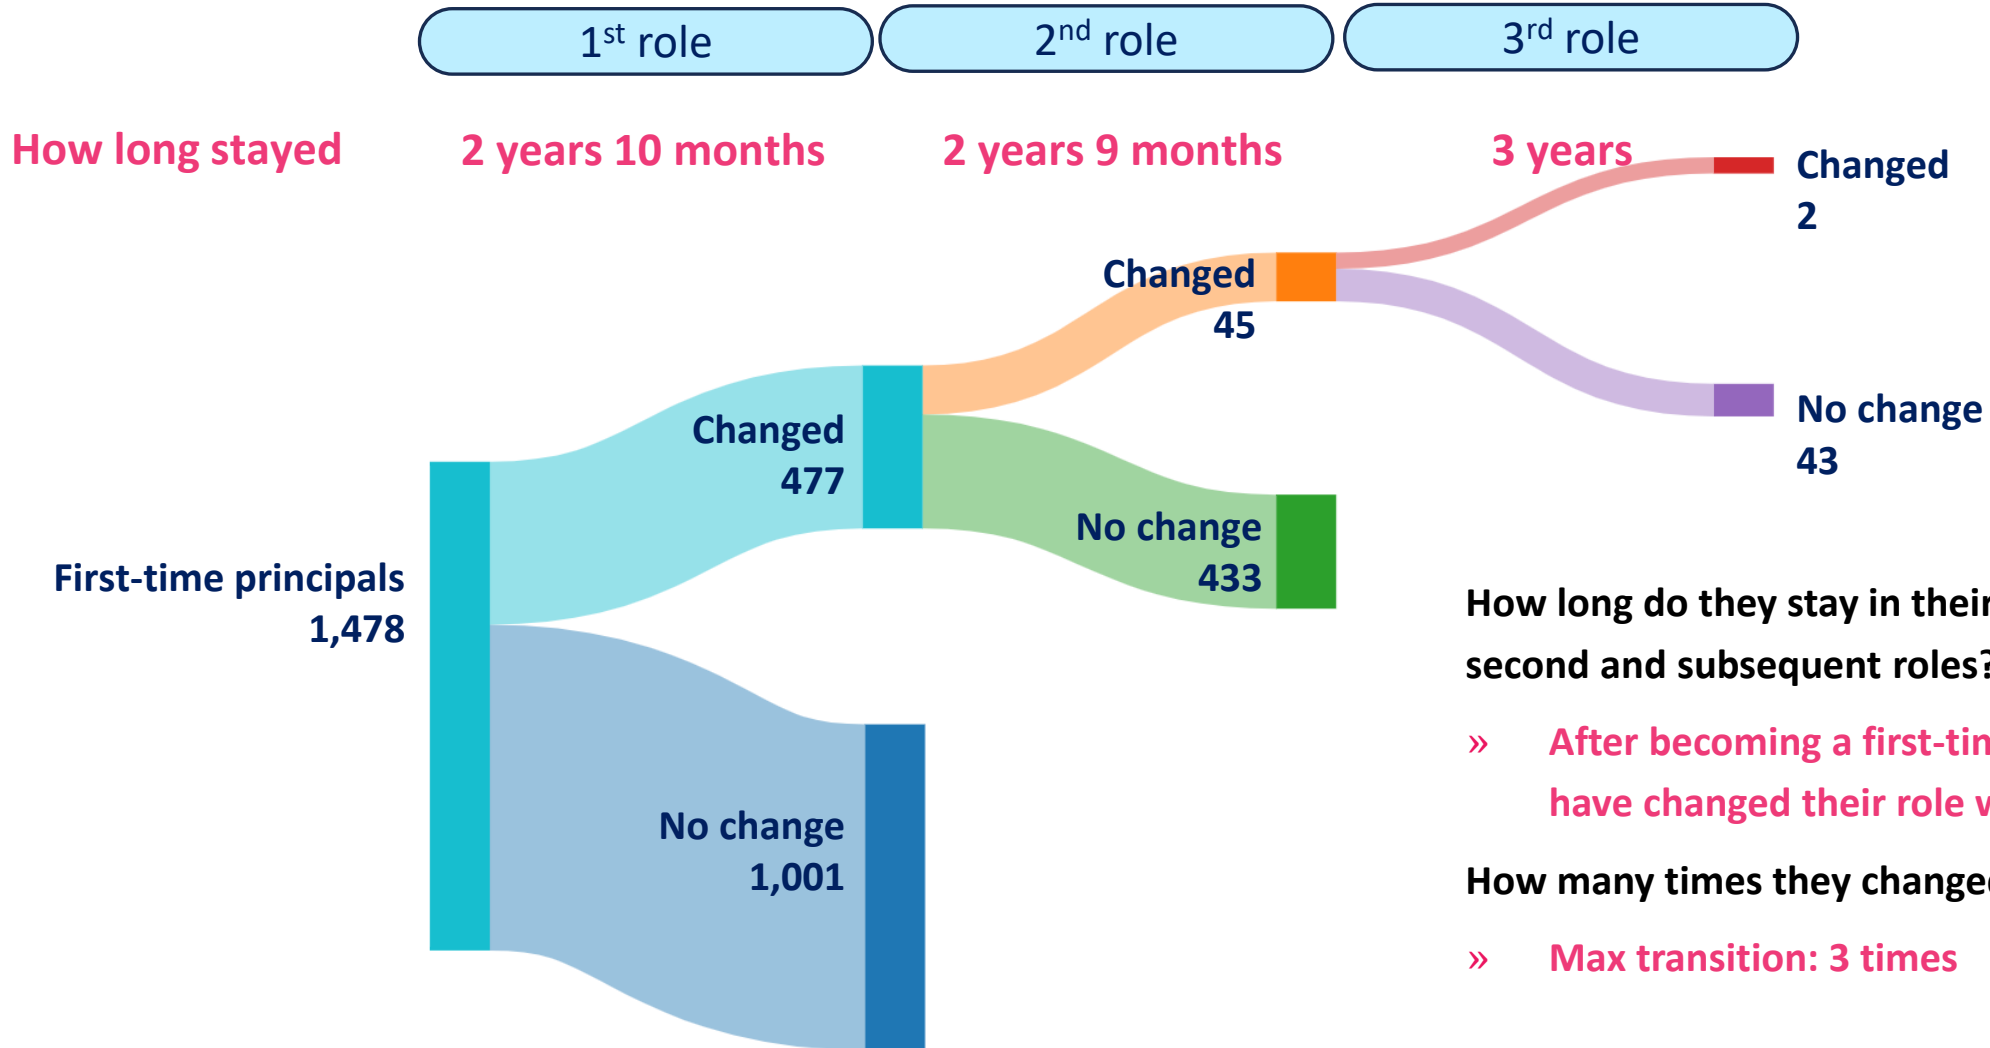 1st role
2nd role
3rd role
How long stayed
2 years 10 months
2 years 9 months
3 years
Changed
2
Changed
45
No change
43
Changed
477
No change
433
First-time principals
1,478
No change
1,001
How long do they stay in their
second and subsequent roles?
» After becoming a first-tim
have changed their role w
How many times they changed
» Max transition: 3 times